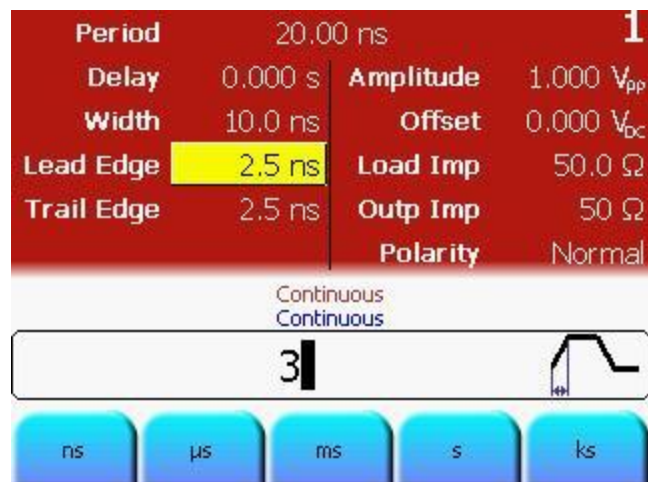 Period 20.00 ns 1
Delay 0.000 s Amplitude 1.000 Vpp
Width 10.0 ns Offset 0.000 VDC
Lead Edge 2.5 ns Load Imp 50.0 Ω
Trail Edge 2.5 ns Outp Imp 50 Ω
Polarity Normal
Continuous
Continuous
3
ns µs ms s ks